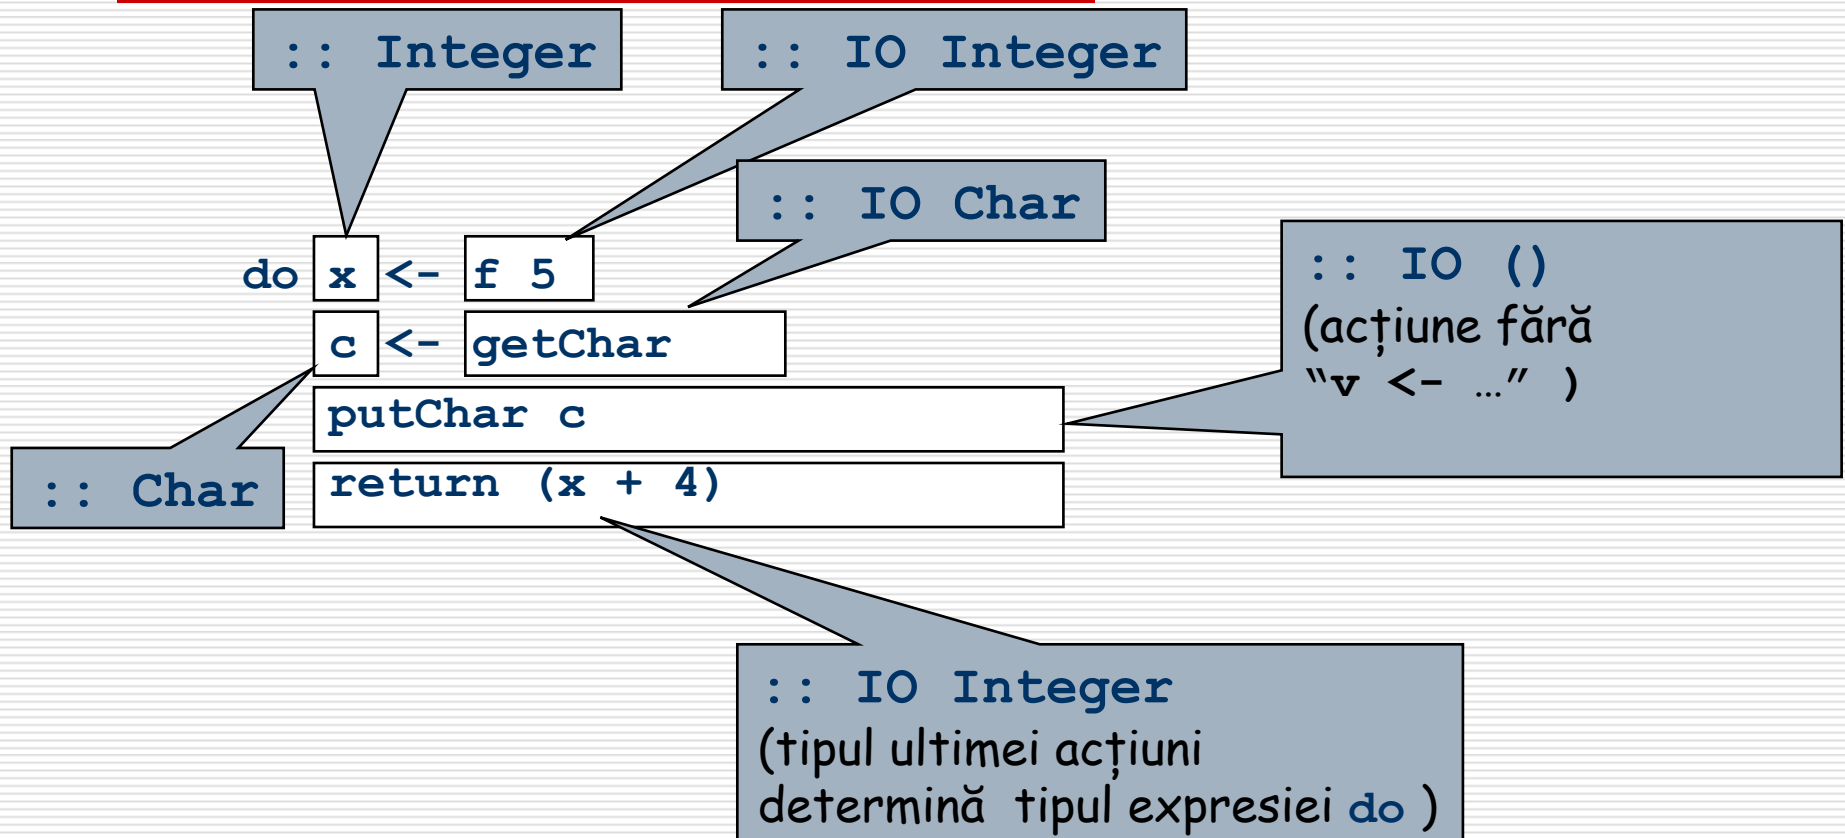 :: Integer
:: IO Integer
:: IO Char
do x <- f 5
c <- getChar
putChar c
return (x + 4)
:: IO ()
(acțiune fără
“v <- …” )
:: Char
:: IO Integer
(tipul ultimei acțiuni
determină tipul expresiei do )